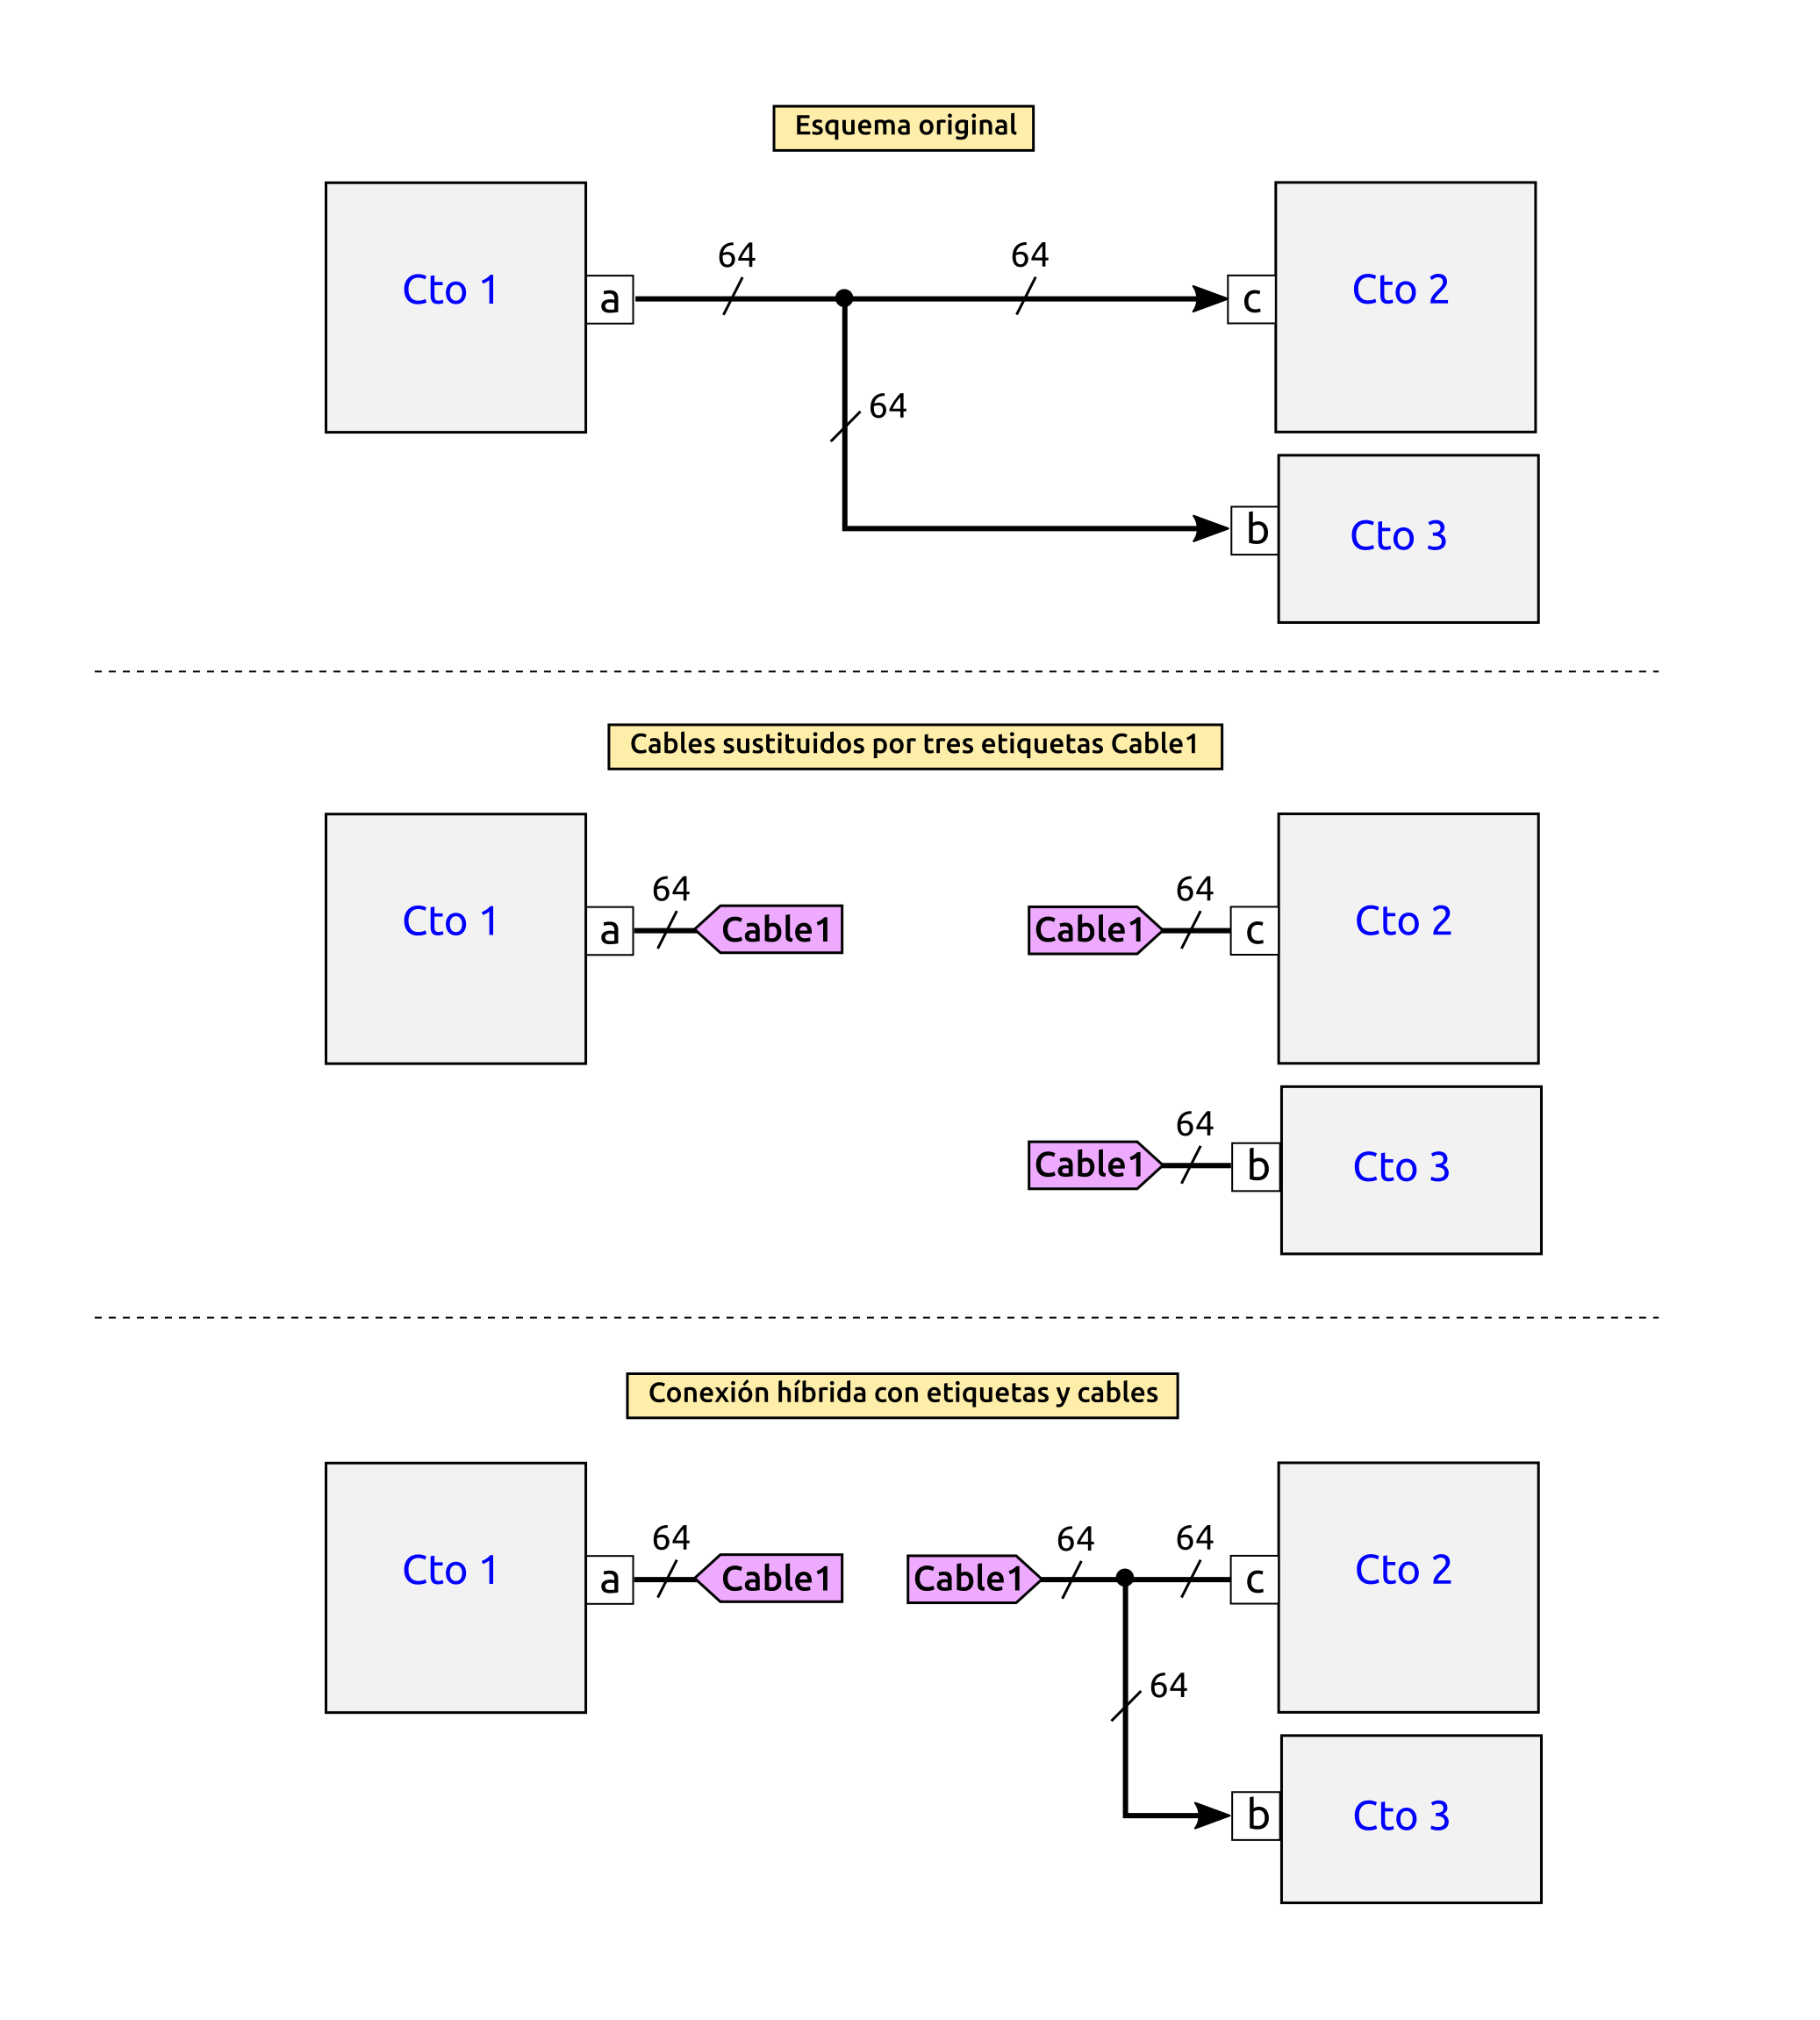 Esquema original
64
64
Cto 1
a
c
Cto 2
64
b
Cto 3
Cables sustituidos por tres etiquetas Cable1
64
64
Cto 1
a
Cable1
Cable1
c
Cto 2
64
Cable1
b
Cto 3
Conexión híbrida con etiquetas y cables
64
64
64
Cto 1
a
Cable1
Cable1
c
Cto 2
64
b
Cto 3